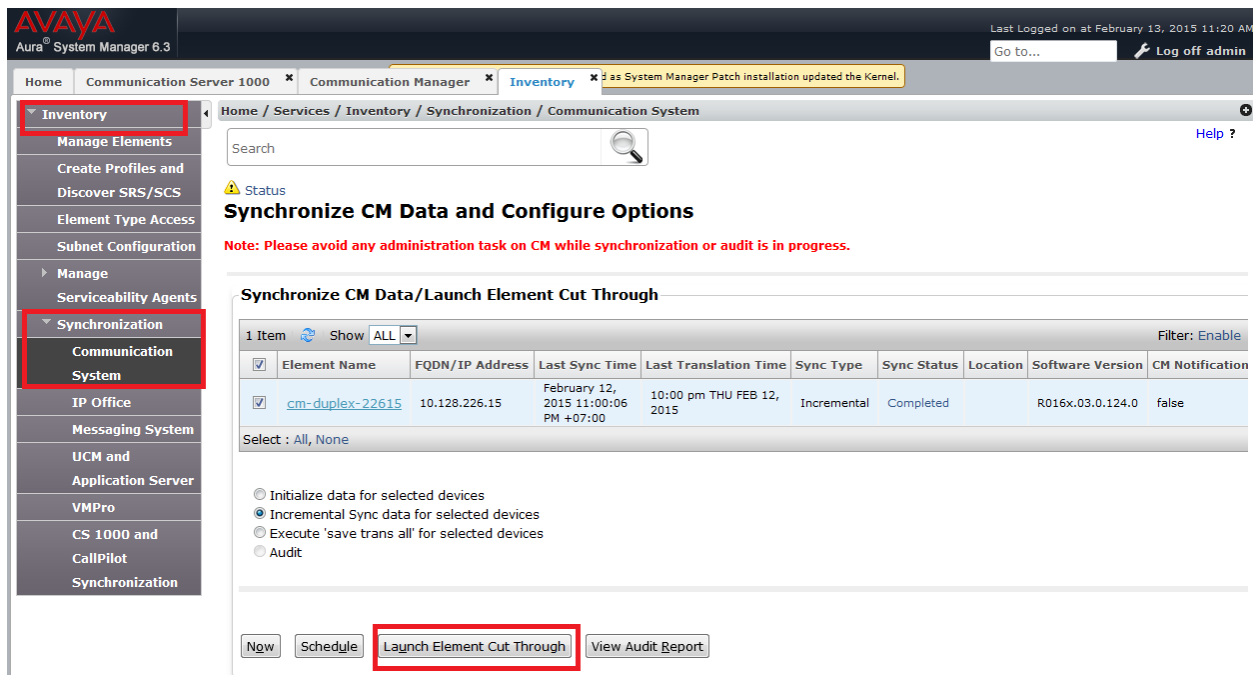 AVAYA
Aura® System Manager 6.3
Last Logged on at February 13, 2015 11:20 AM
Go to...
Log off admin
Home
Communication Server 1000
Communication Manager
Inventory
d as System Manager Patch installation updated the Kernel.
Inventory
Manage Elements
Create Profiles and
Discover SRS/SCS
Element Type Access
Subnet Configuration
Manage
Serviceability Agents
Synchronization
Communication
System
IP Office
Messaging System
UCM and
Application Server
VMPro
CS 1000 and
CallPilot
Synchronization
Home / Services / Inventory / Synchronization / Communication System
Help ?
Search
Status
Synchronize CM Data and Configure Options
Note: Please avoid any administration task on CM while synchronization or audit is in progress.
Synchronize CM Data/Launch Element Cut Through
1 Item Show ALL Filter: Enable
Element Name FQDN/IP Address Last Sync Time Last Translation Time Sync Type Sync Status Location Software Version CM Notification
cm-duplex-22615 10.128.226.15 February 12, 2015 11:00:06 PM +07:00 10:00 pm THU FEB 12, 2015 Incremental Completed R016x.03.0.124.0 false
Select : All, None
Initialize data for selected devices
Incremental Sync data for selected devices
Execute 'save trans all' for selected devices
Audit
Now Schedule Launch Element Cut Through View Audit Report